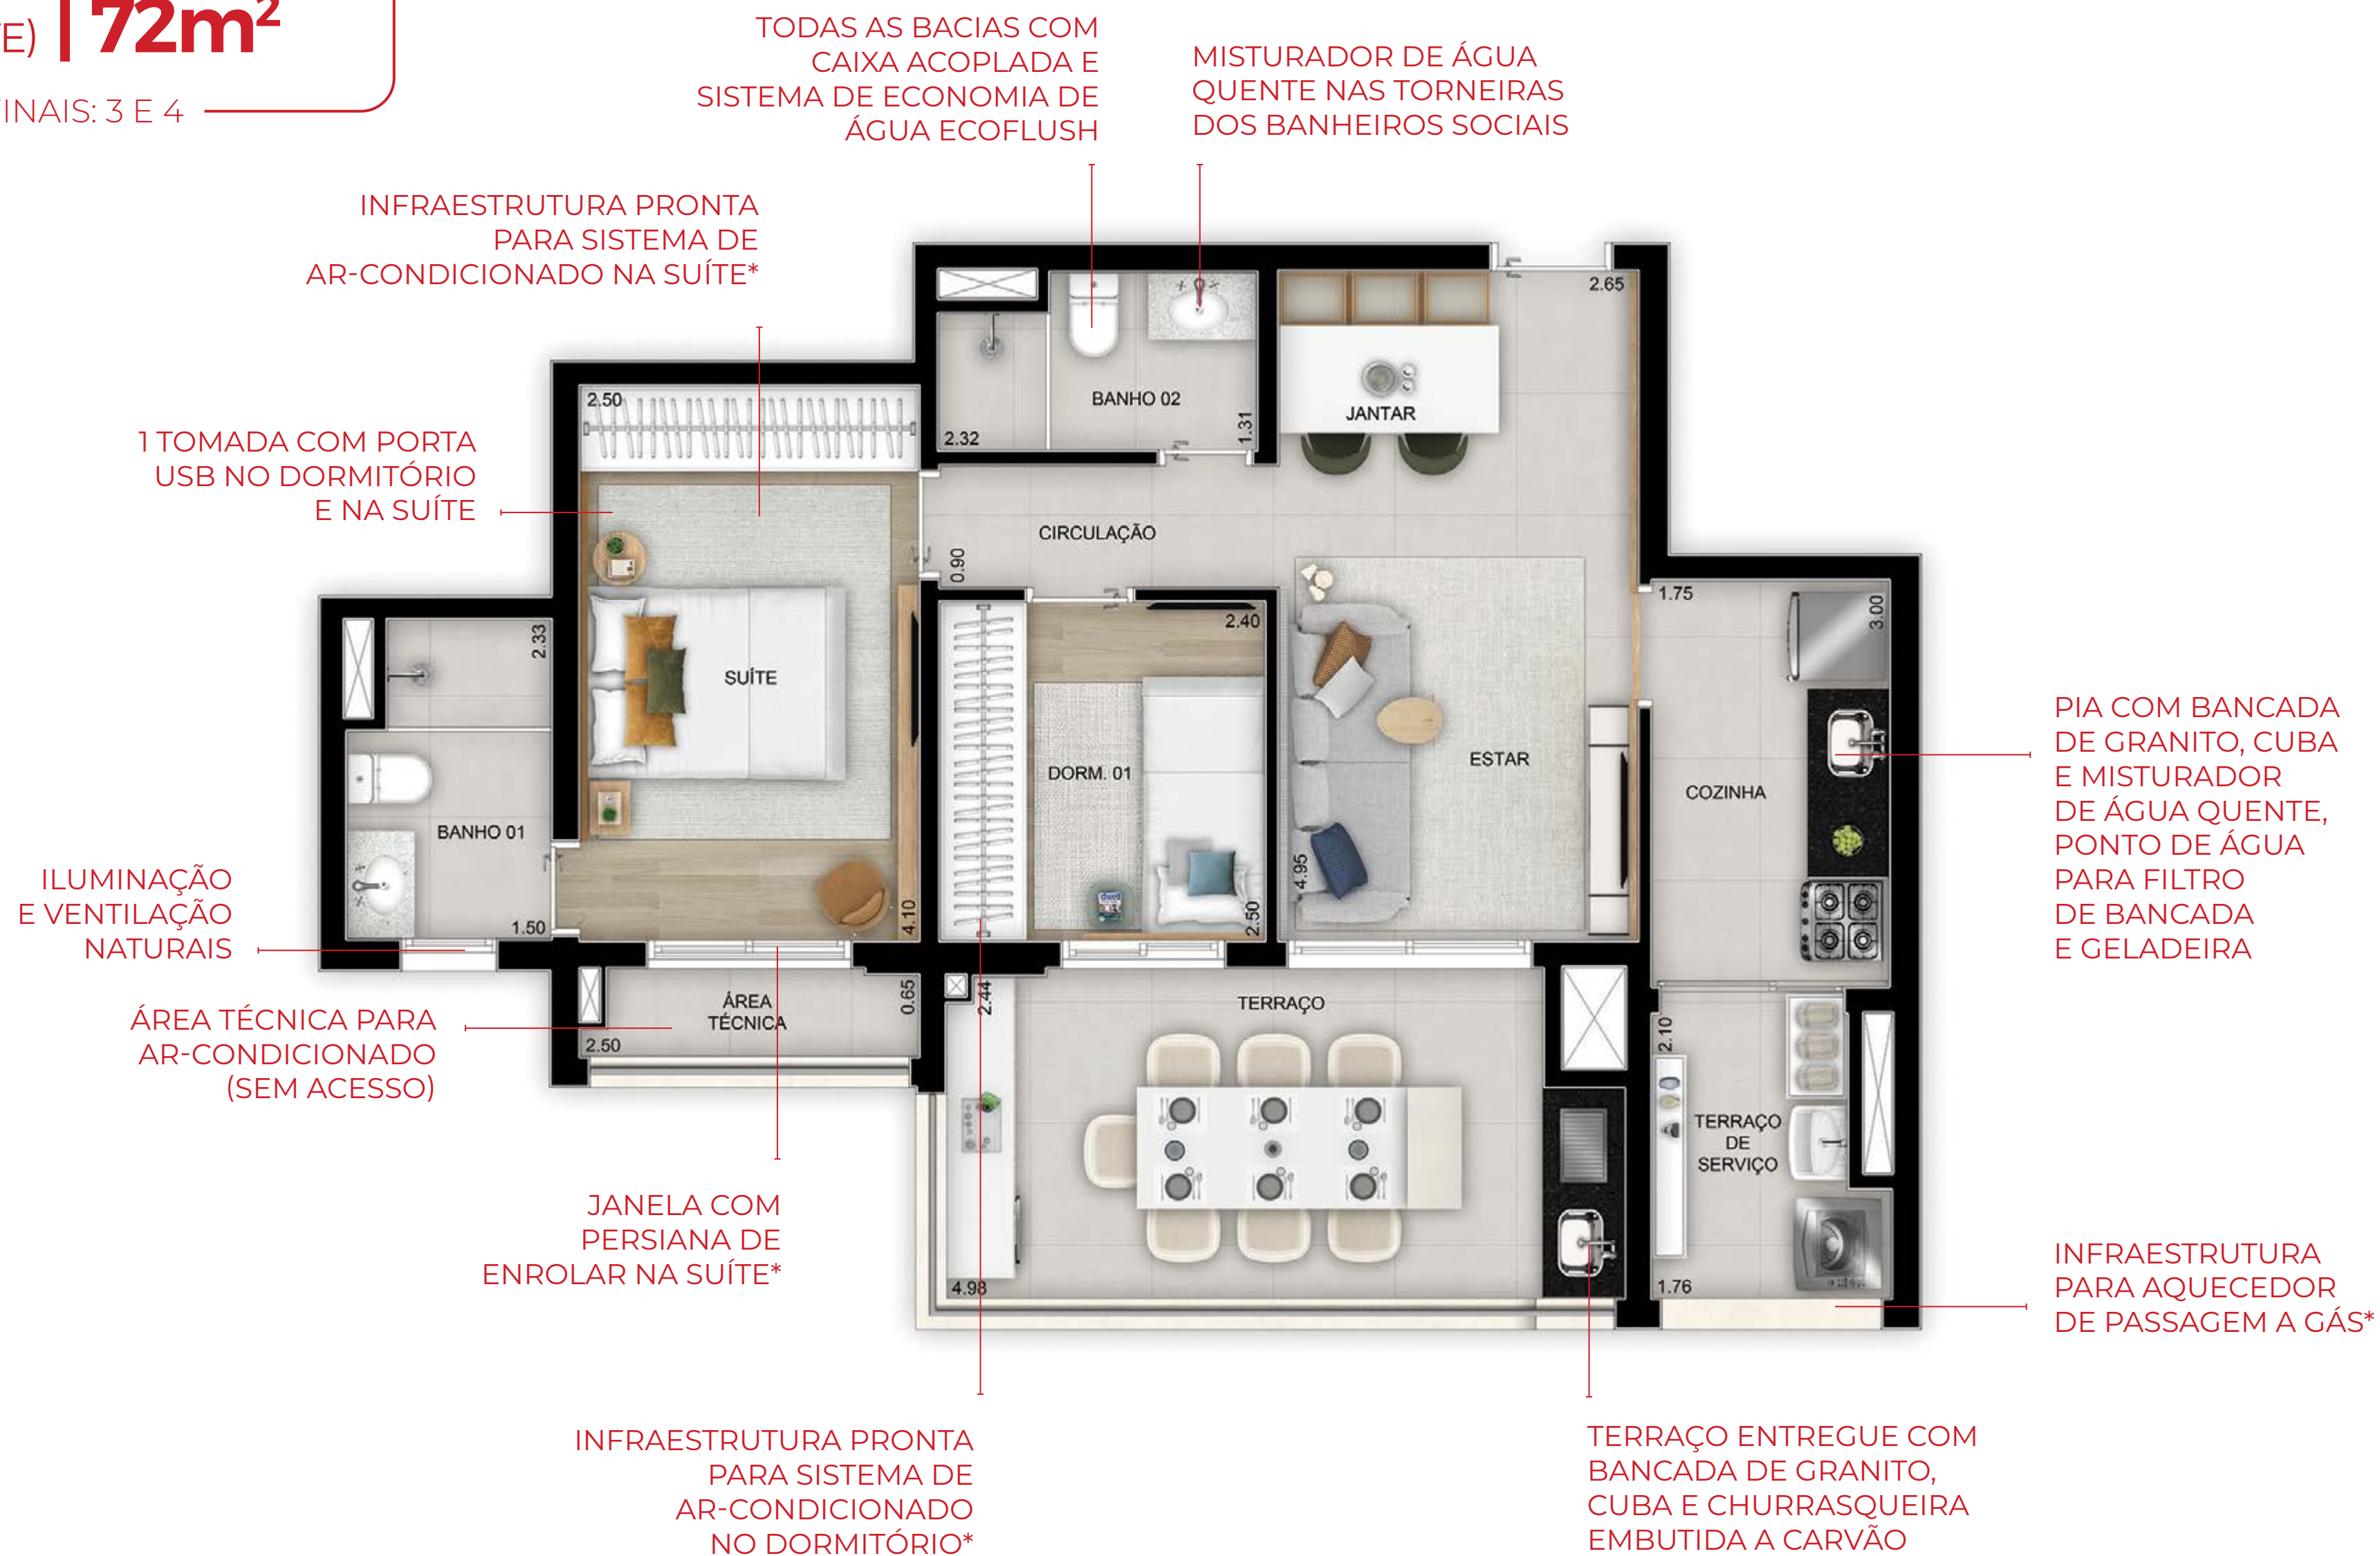 E) | 72m²
INAIS: 3 E 4
TODAS AS BACIAS COM
CAIXA ACOPLADA E
SISTEMA DE ECONOMIA DE
ÁGUA ECOFLUSH
MISTURADOR DE ÁGUA
QUENTE NAS TORNEIRAS
DOS BANHEIROS SOCIAIS
INFRAESTRUTURA PRONTA
PARA SISTEMA DE
AR-CONDICIONADO NA SUÍTE*
1 TOMADA COM PORTA
USB NO DORMITÓRIO
E NA SUÍTE
2.65
2.50
BANHO 02
JANTAR
2.32
1.31
CIRCULAÇÃO
0.90
1.75
3.00
2.40
2.33
SUÍTE
DORM. 01
ESTAR
COZINHA
BANHO 01
4.95
4.10
2.50
1.50
PIA COM BANCADA
DE GRANITO, CUBA
E MISTURADOR
DE ÁGUA QUENTE,
PONTO DE ÁGUA
PARA FILTRO
DE BANCADA
E GELADEIRA
ILUMINAÇÃO
E VENTILAÇÃO
NATURAIS
ÁREA TÉCNICA PARA
AR-CONDICIONADO
(SEM ACESSO)
ÁREA
TÉCNICA
0.65
2.50
2.44
TERRAÇO
2.10
TERRAÇO
DE
SERVIÇO
4.98
1.76
JANELA COM
PERSIANA DE
ENROLAR NA SUÍTE*
INFRAESTRUTURA
PARA AQUECEDOR
DE PASSAGEM A GÁS*
INFRAESTRUTURA PRONTA
PARA SISTEMA DE
AR-CONDICIONADO
NO DORMITÓRIO*
TERRAÇO ENTREGUE COM
BANCADA DE GRANITO,
CUBA E CHURRASQUEIRA
EMBUTIDA A CARVÃO